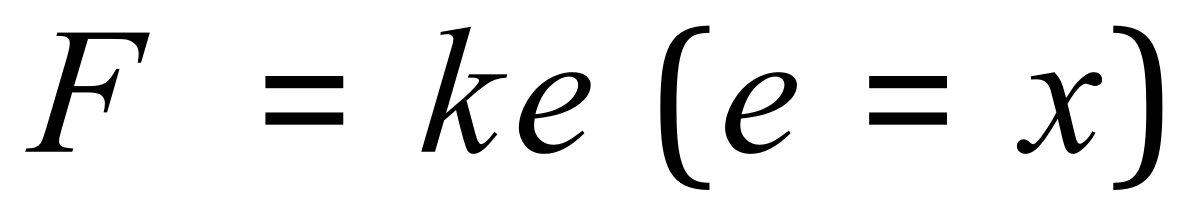 F = ke (e = x)